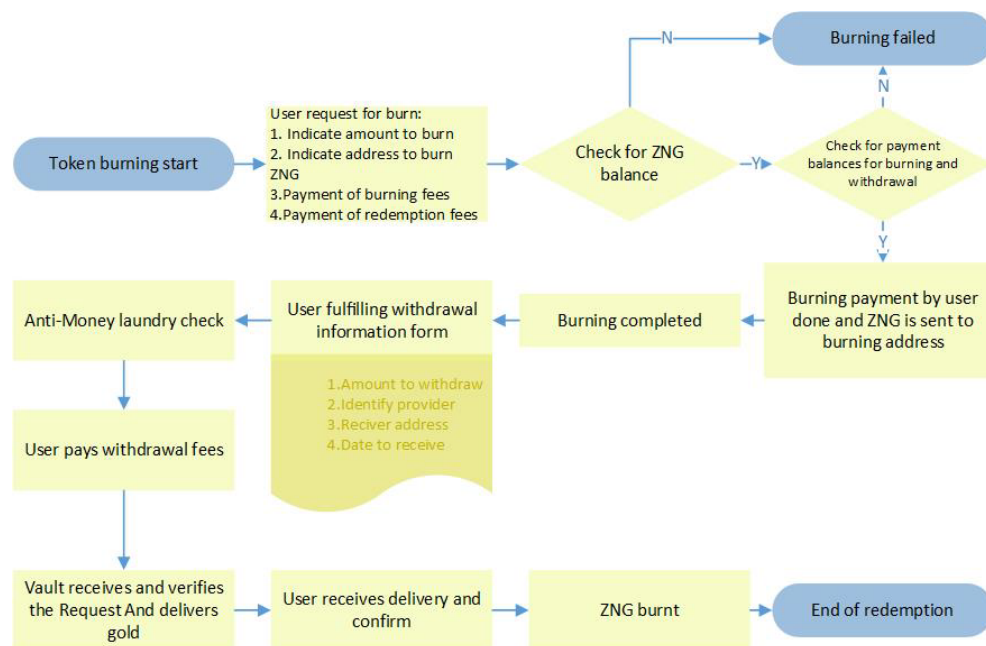 Token burning start
User request for burn:
1. Indicate amount to burn
2. Indicate address to burn
ZNG
3.Payment of burning fees
4.Payment of redemption fees
Check for ZNG
balance
N
Y
Burning failed
N
Check for payment
balances for burning and
withdrawal
Y
Burning payment by user
done and ZNG is sent to
burning address
Burning completed
User fulfilling withdrawal
information form
1.Amount to withdraw
2.Identify provider
3.Reciver address
4.Date to receive
Anti-Money laundry check
User pays withdrawal fees
Vault receives and verifies
the Request And delivers
gold
User receives delivery and
confirm
ZNG burnt
End of redemption